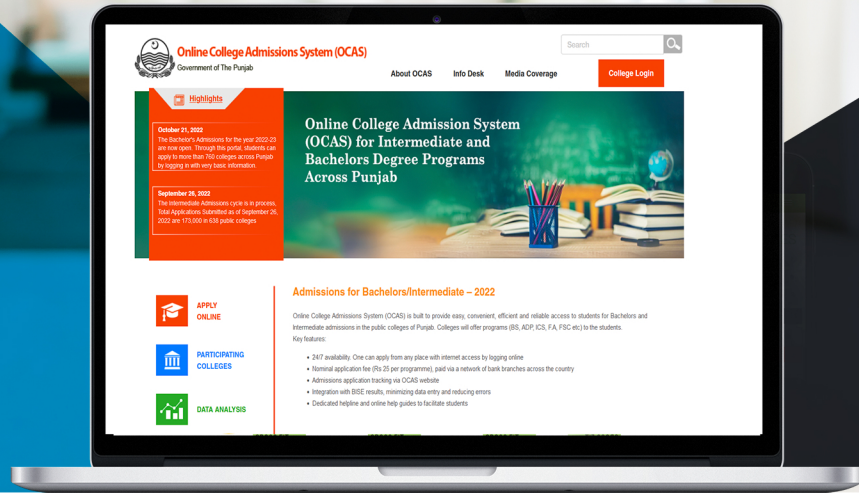 Online College Admissions System (OCAS)
Government of The Punjab
Search
About OCAS
Info Desk
Media Coverage
College Login
Highlights
October 21, 2022
The Bachelor's Admissions for the year 2022-23
are now open. Through this portal, students can
apply to more than 760 colleges across Punjab
by logging in with very basic information.
September 26, 2022
The Intermediate Admissions cycle is in process,
Total Applications Submitted as of September 26,
2022 are 173,000 in 638 public colleges
Online College Admission System
(OCAS) for Intermediate and
Bachelors Degree Programs
Across Punjab
APPLY
ONLINE
PARTICIPATING
COLLEGES
DATA ANALYSIS
Admissions for Bachelors/Intermediate – 2022
Online College Admissions System (OCAS) is built to provide easy, convenient, efficient and reliable access to students for Bachelors and
Intermediate admissions in the public colleges of Punjab. Colleges will offer programs (BS, ADP, ICS, F.A, FSC etc) to the students.
Key features:
• 24/7 availability. One can apply from any place with internet access by logging online
• Nominal application fee (Rs 25 per programme), paid via a network of bank branches across the country
• Admissions application tracking via OCAS website
• Integration with BISE results, minimizing data entry and reducing errors
• Dedicated helpline and online help guides to facilitate students